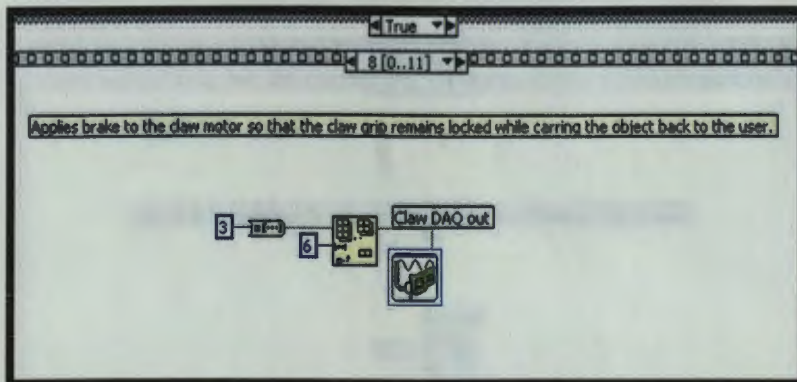 True
8 [0..11]
Applies brake to the claw motor so that the claw grip remains locked while carring the object back to the user.
Claw DAQ out
3
6